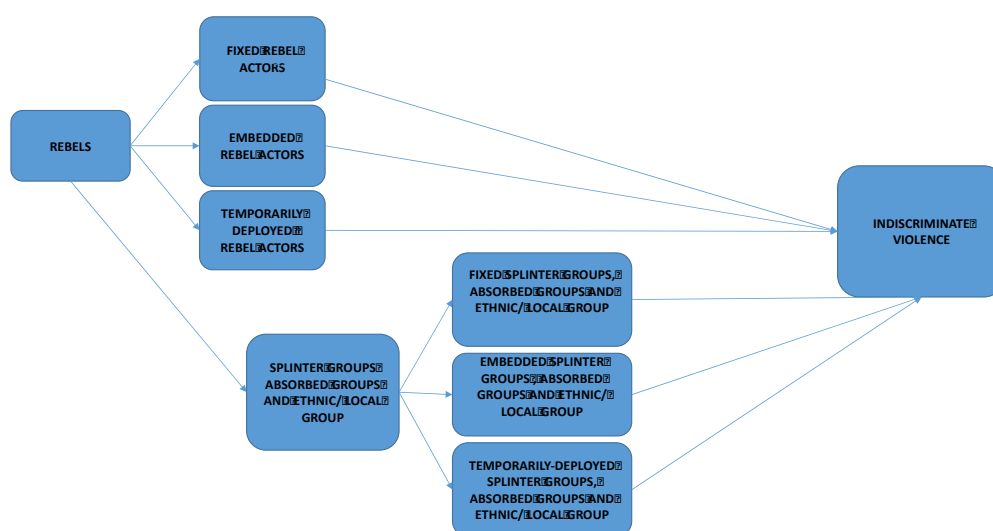 FIXED REBEL
ACTORS
REBELS
EMBEDDED
REBEL ACTORS
TEMPORARILY
DEPLOYED
REBEL ACTORS
INDISCRIMINATE
VIOLENCE
FIXED SPLINTER GROUPS,
ABSORBED GROUPS AND
ETHNIC/ LOCAL GROUP
SPLINTER GROUPS
ABSORBED GROUPS
AND ETHNIC/ LOCAL
GROUP
EMBEDDED SPLINTER
GROUPS, ABSORBED
GROUPS AND ETHNIC/
LOCAL GROUP
TEMPORARILY-DEPLOYED
SPLINTER GROUPS,
ABSORBED GROUPS AND
ETHNIC/ LOCAL GROUP